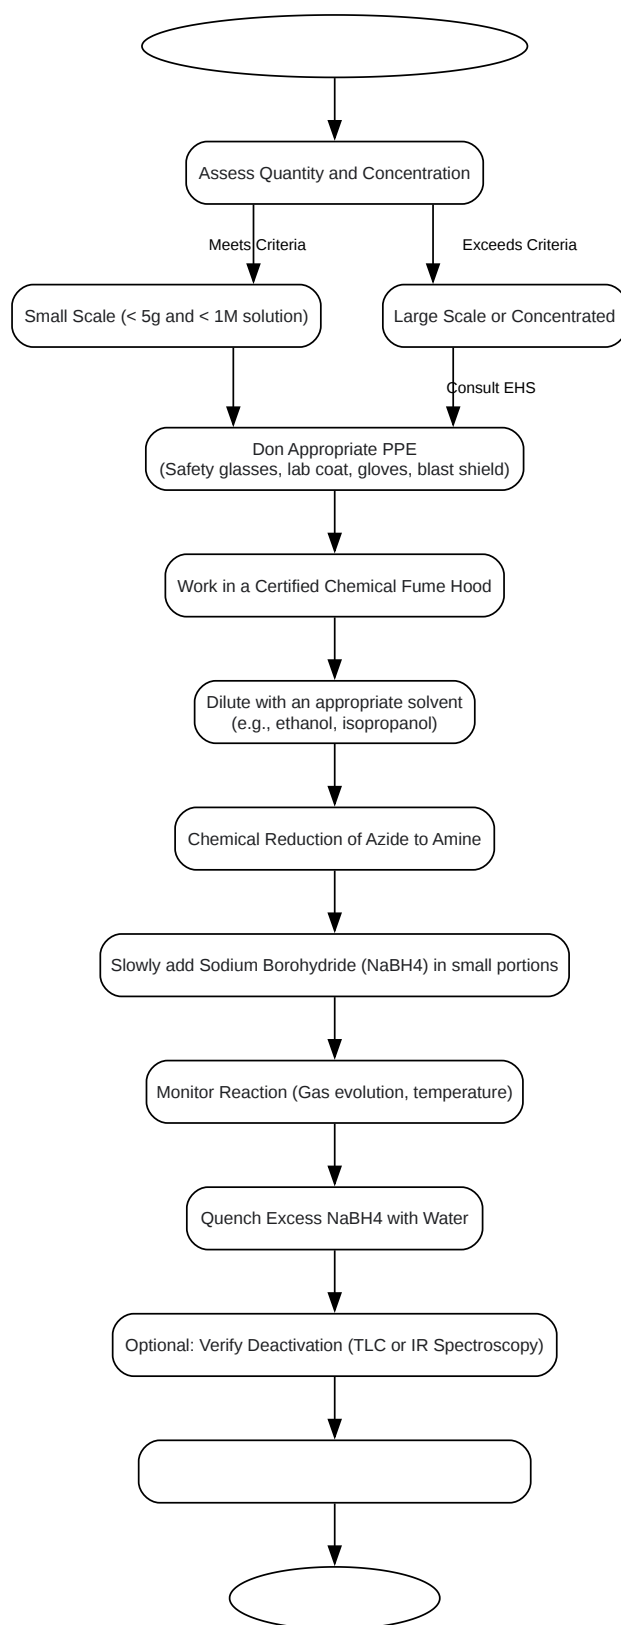 Assess Quantity and Concentration
Meets Criteria
Exceeds Criteria
Small Scale (< 5g and < 1M solution)
Large Scale or Concentrated
Consult EHS
Don Appropriate PPE
(Safety glasses, lab coat, gloves, blast shield)
Work in a Certified Chemical Fume Hood
Dilute with an appropriate solvent
(e.g., ethanol, isopropanol)
Chemical Reduction of Azide to Amine
Slowly add Sodium Borohydride (NaBH4) in small portions
Monitor Reaction (Gas evolution, temperature)
Quench Excess NaBH4 with Water
Optional: Verify Deactivation (TLC or IR Spectroscopy)